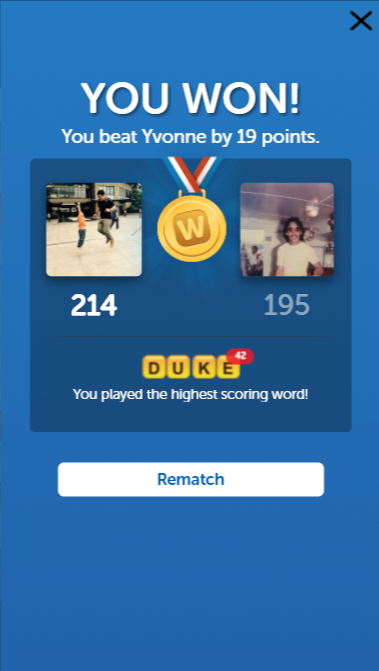 YOU WON!
You beat Yvonne by 19 points.
W
214
195
DUKE
42
You played the highest scoring word!
Rematch